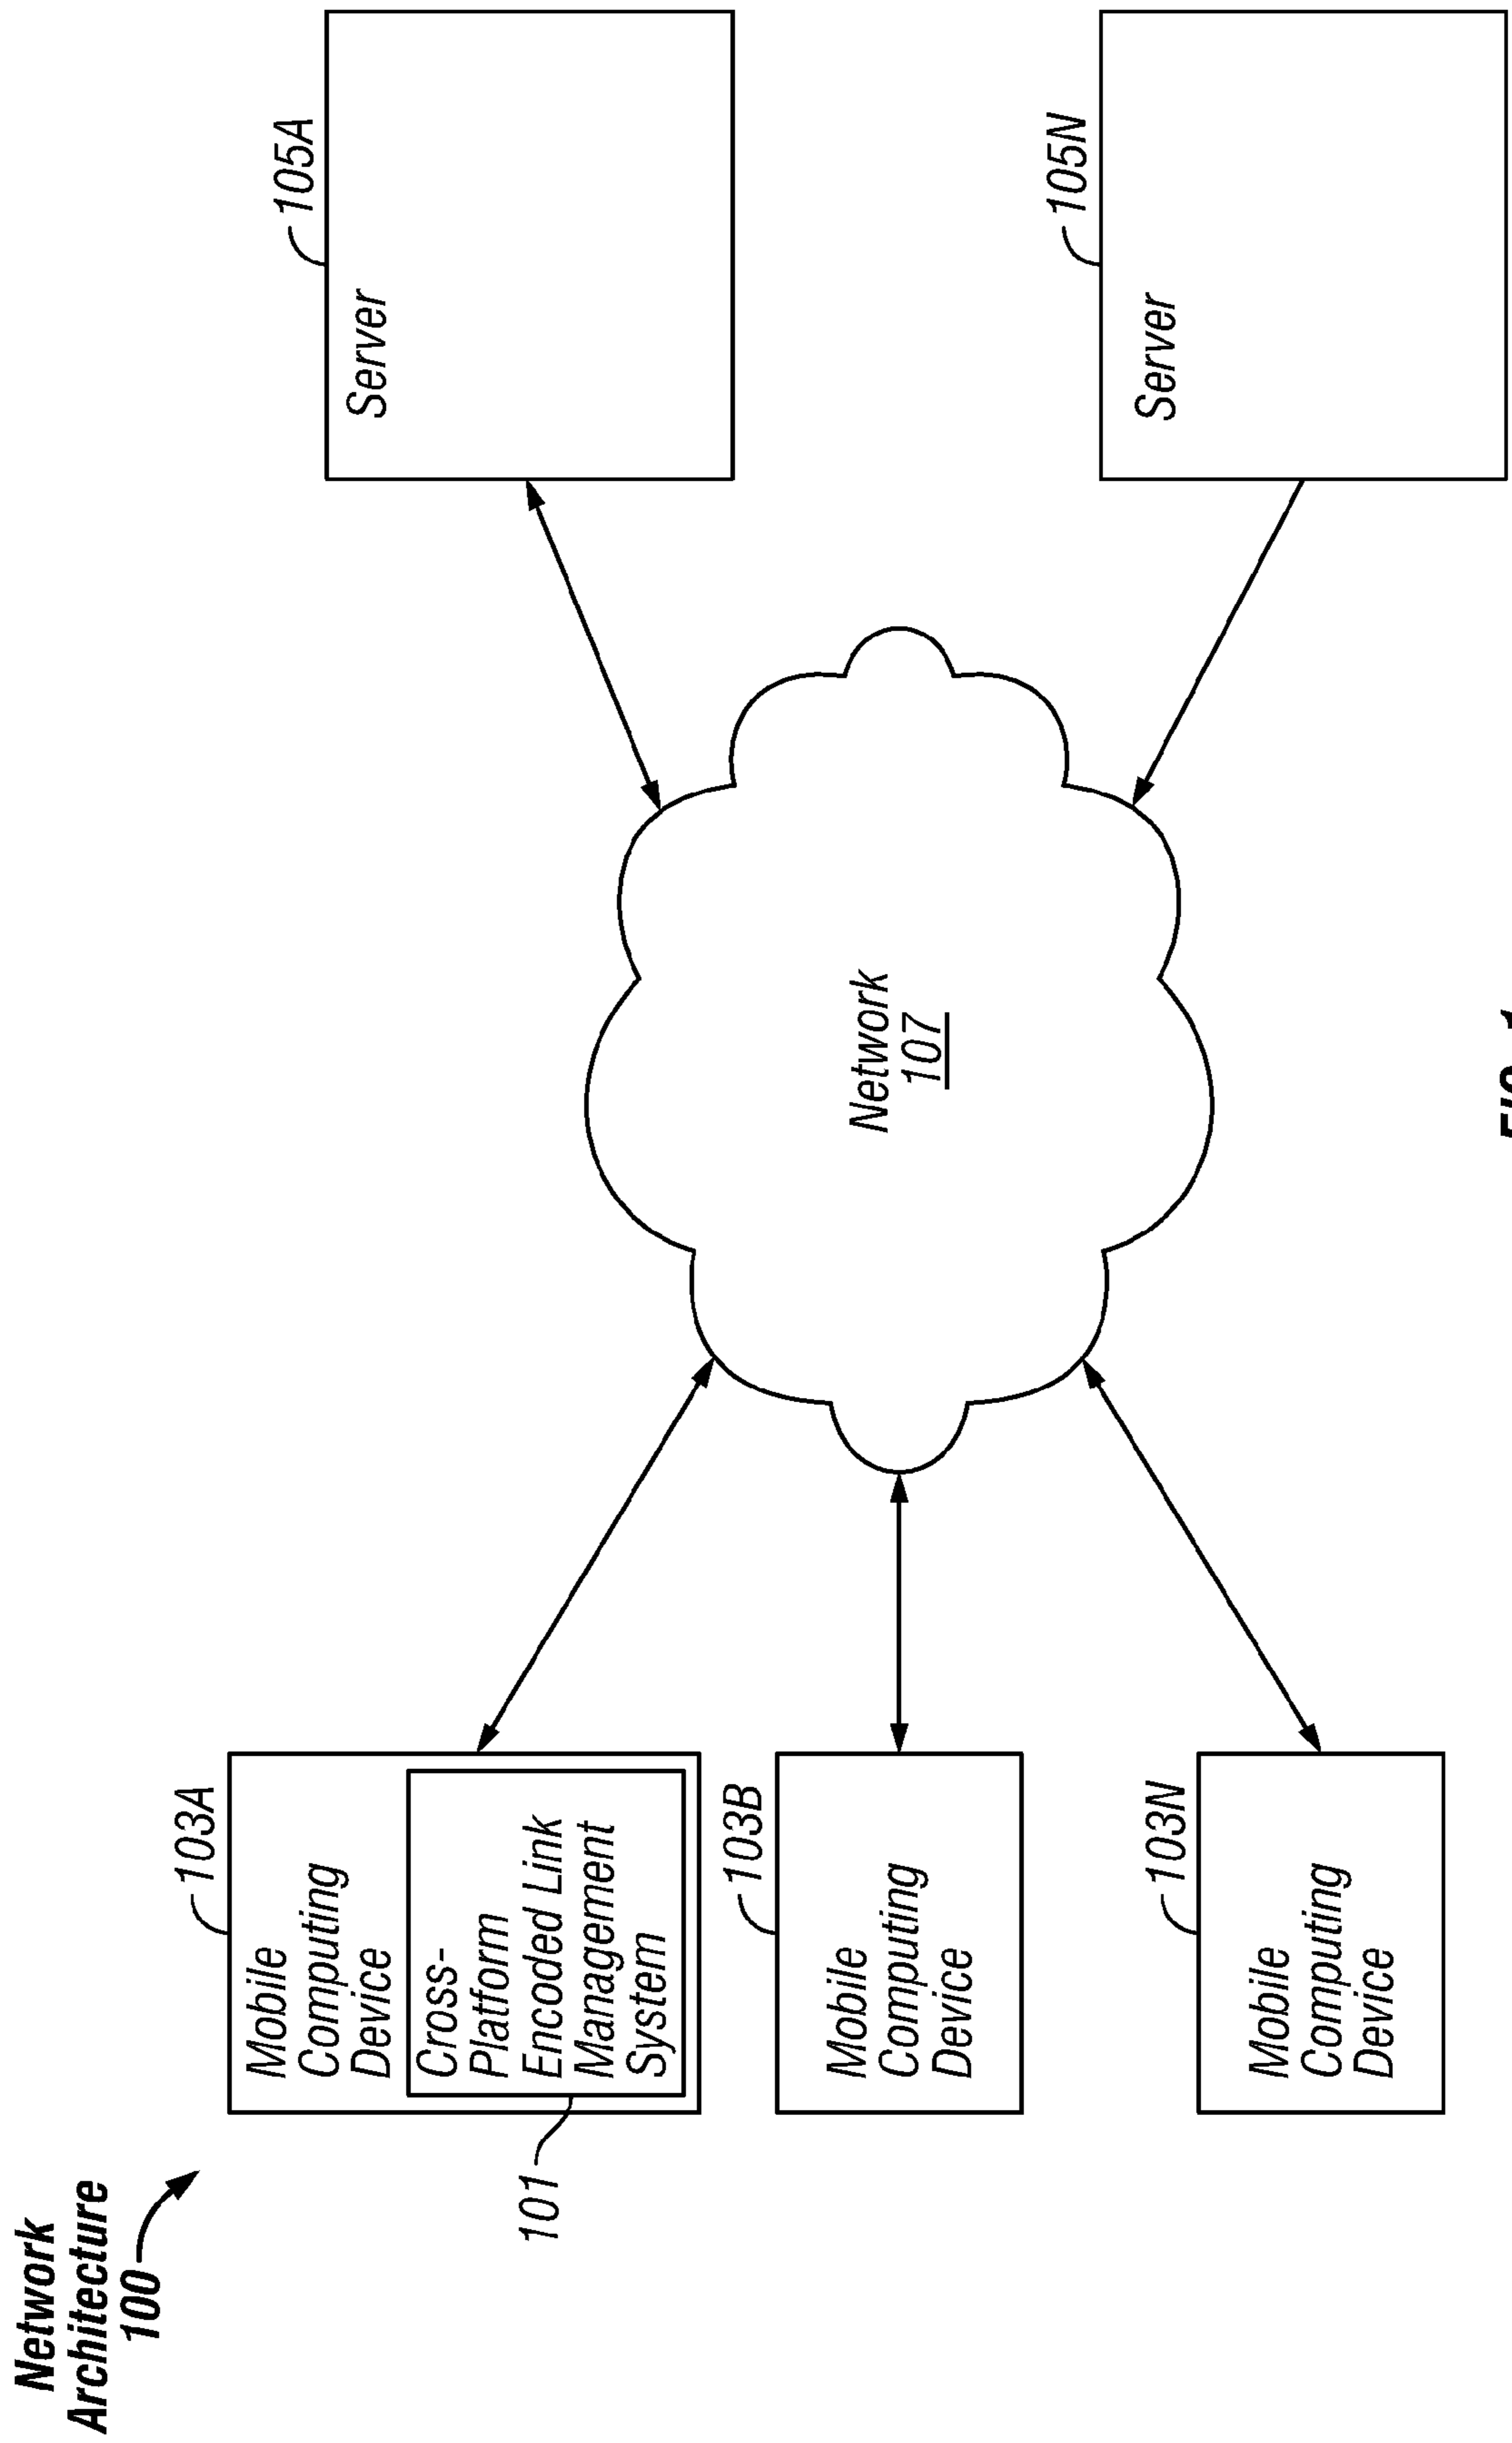 Network
Architecture
100
103A
Mobile
Computing
Device
Cross-
Platform
Encoded Link
Management
System
101
103B
Mobile
Computing
Device
103N
Mobile
Computing
Device
Network
107
105A
Server
105N
Server